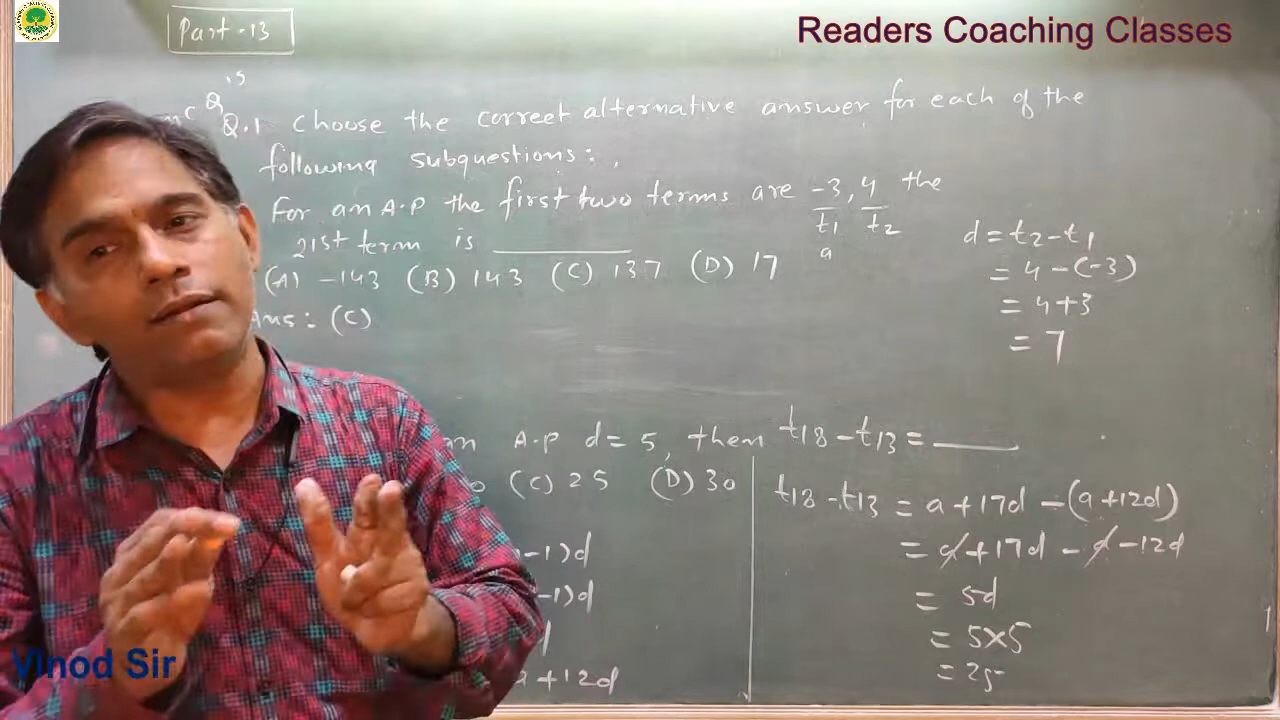 Part-13
Readers Coaching Classes
Q.1 Choose the correct alternative answer for each of the
following subquestions:
For an A.P the first two terms are -3, 4 the
t1 t2
a
21st term is ______
(A) -143 (B) 143 (C) 137 (D) 17
Ans: (C)
d = t2 - t1
= 4 - (-3)
= 4 + 3
= 7
A.P d = 5, then t18 - t13 = ______
(C) 25 (D) 30
-1)d
-1)d
+12d
t18 - t13 = a + 17d - (a + 12d)
= a + 17d - a - 12d
= 5d
= 5×5
= 25
Vinod Sir